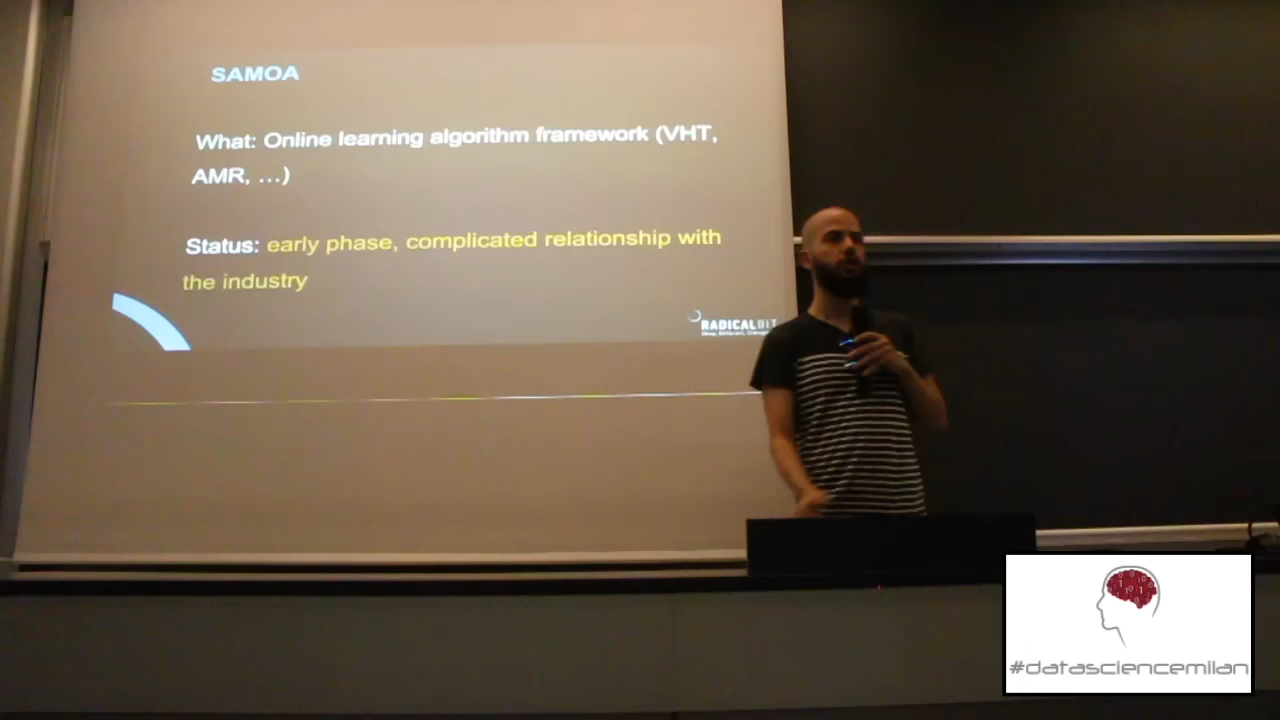 SAMOA
What: Online learning algorithm framework (VHT,
AMR, …)
Status: early phase, complicated relationship with
the industry
RADICALBIT
#datasciencemilan